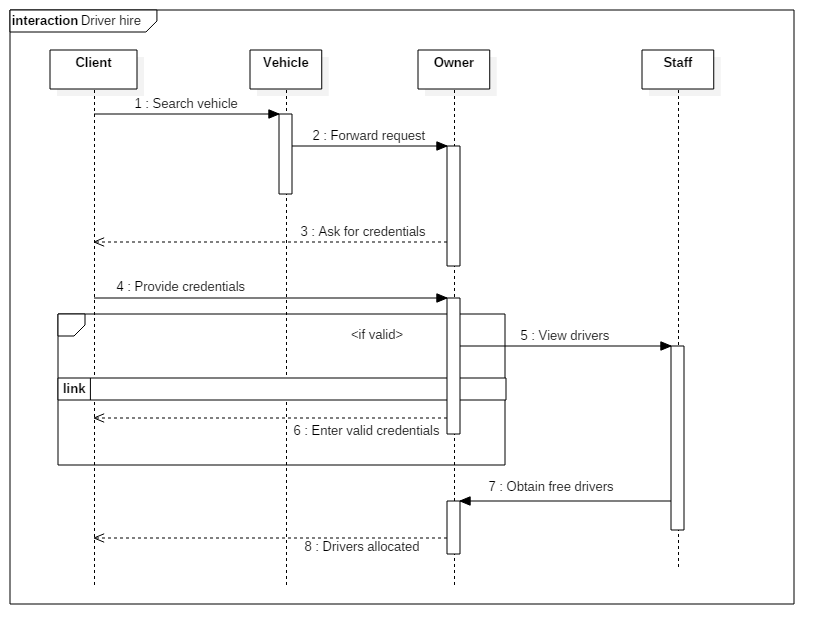 interaction Driver hire
Client
Vehicle
Owner
Staff
1 : Search vehicle
2 : Forward request
3 : Ask for credentials
4 : Provide credentials
<if valid>
5 : View drivers
link
6 : Enter valid credentials
7 : Obtain free drivers
8 : Drivers allocated